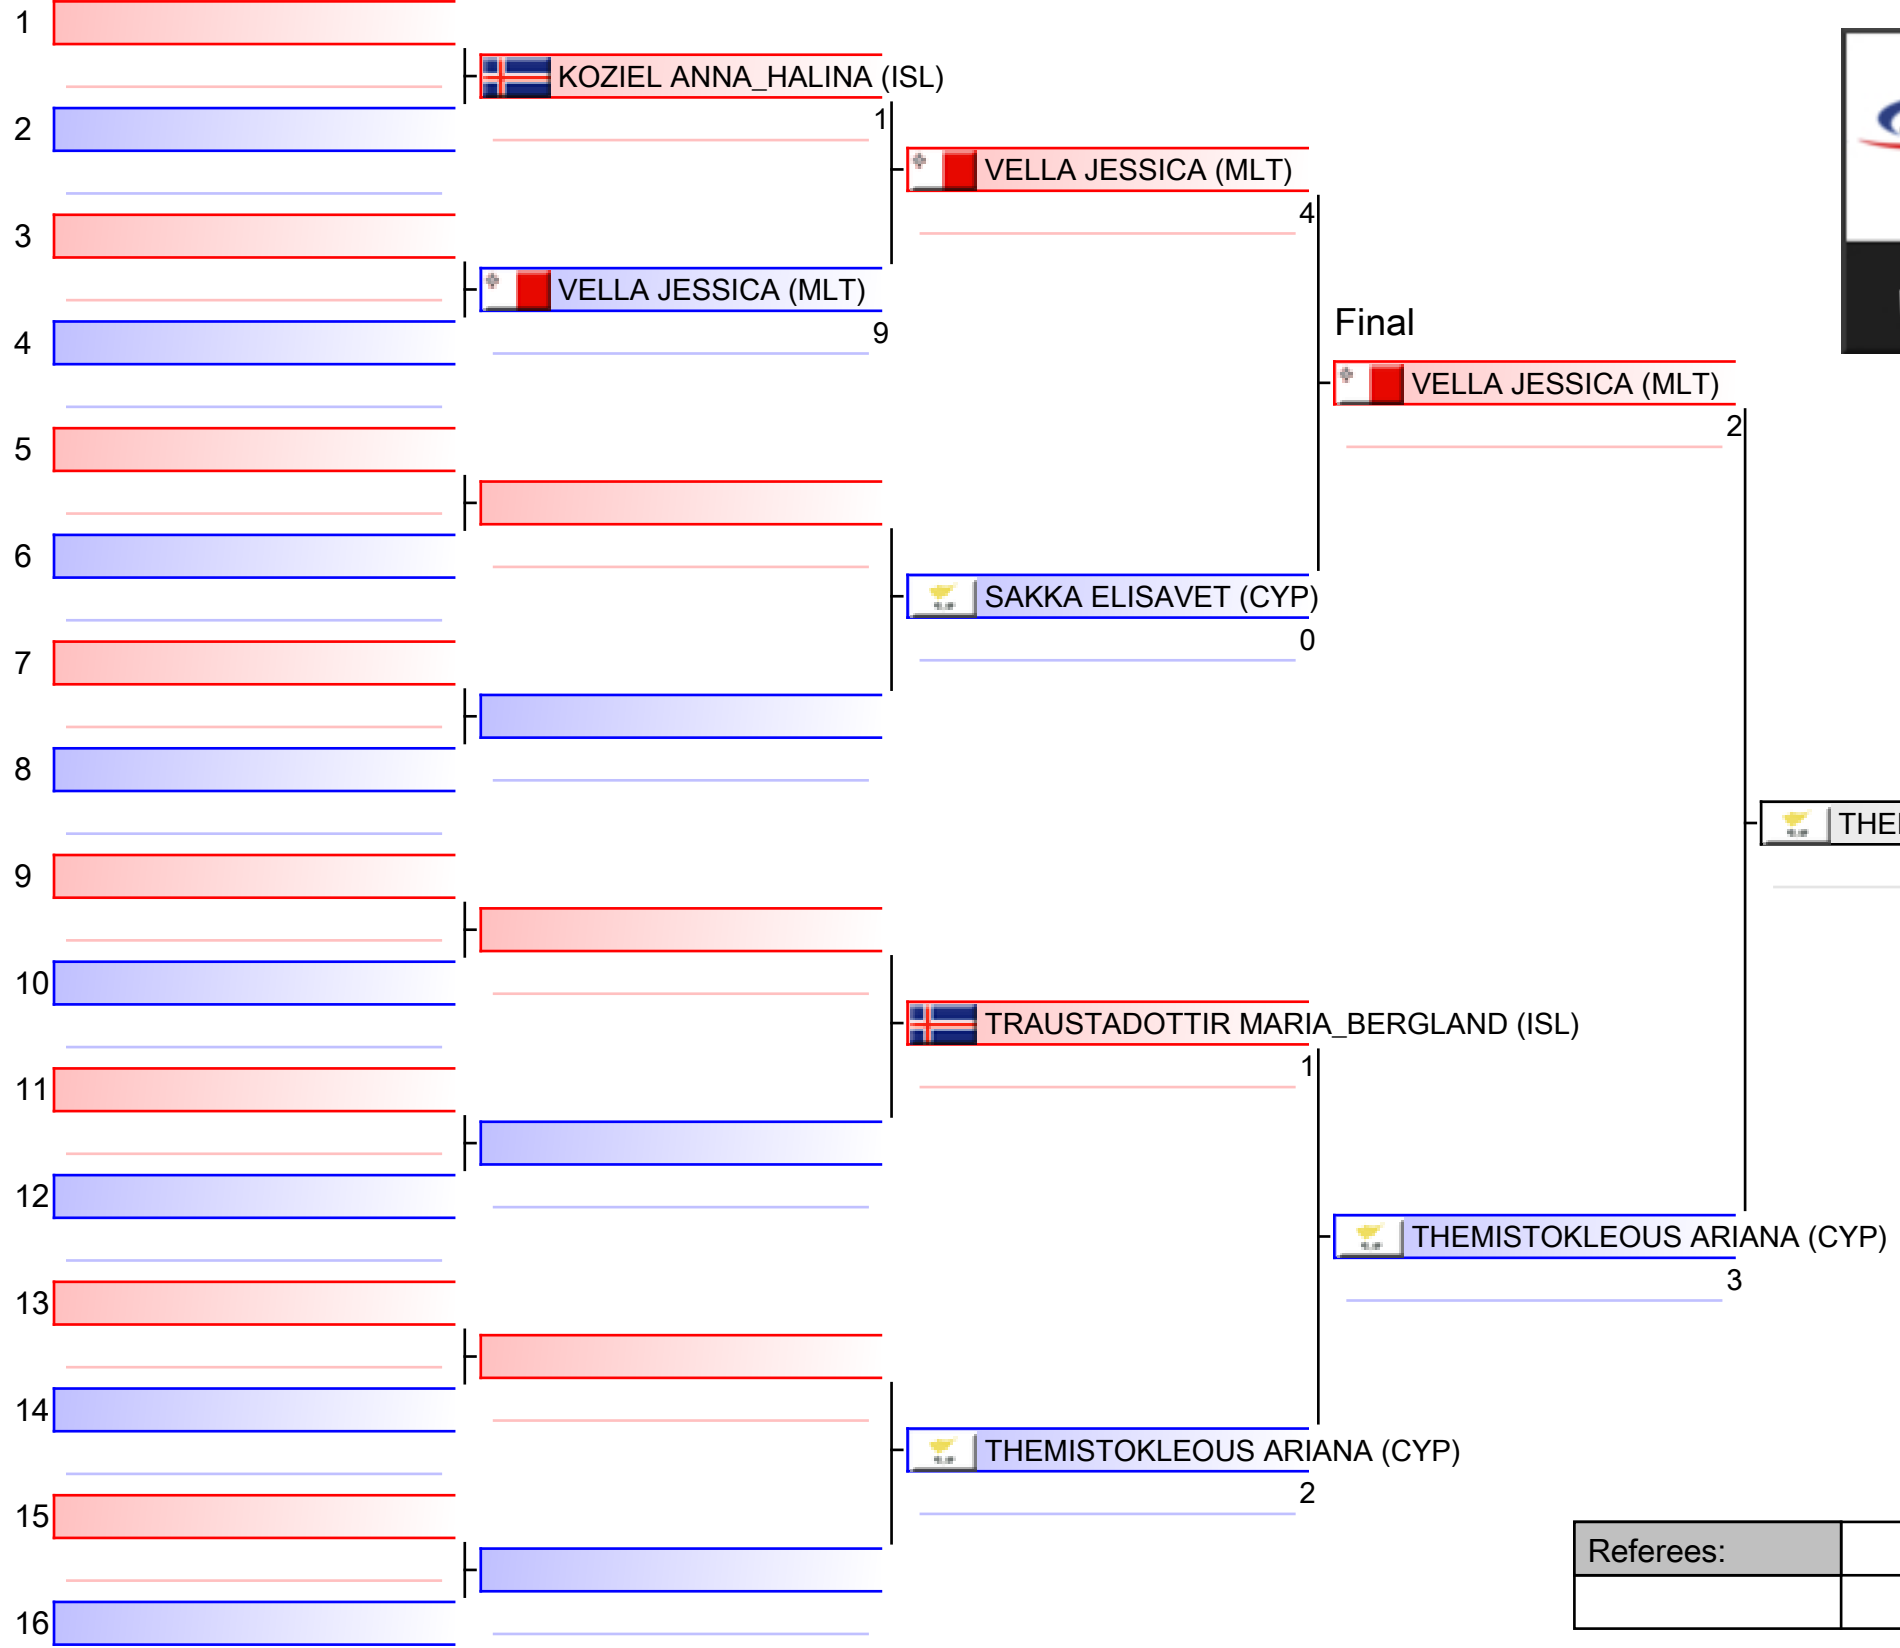 1
KOZIEL ANNA_HALINA (ISL)
1
2
VELLA JESSICA (MLT)
4
3
VELLA JESSICA (MLT)
9
4
Final
VELLA JESSICA (MLT)
2
5
6
SAKKA ELISAVET (CYP)
0
7
8
9
10
TRAUSTADOTTIR MARIA_BERGLAND (ISL)
1
11
12
THEMISTOKLEOUS ARIANA (CYP)
3
13
14
THEMISTOKLEOUS ARIANA (CYP)
2
15
16
Referees: